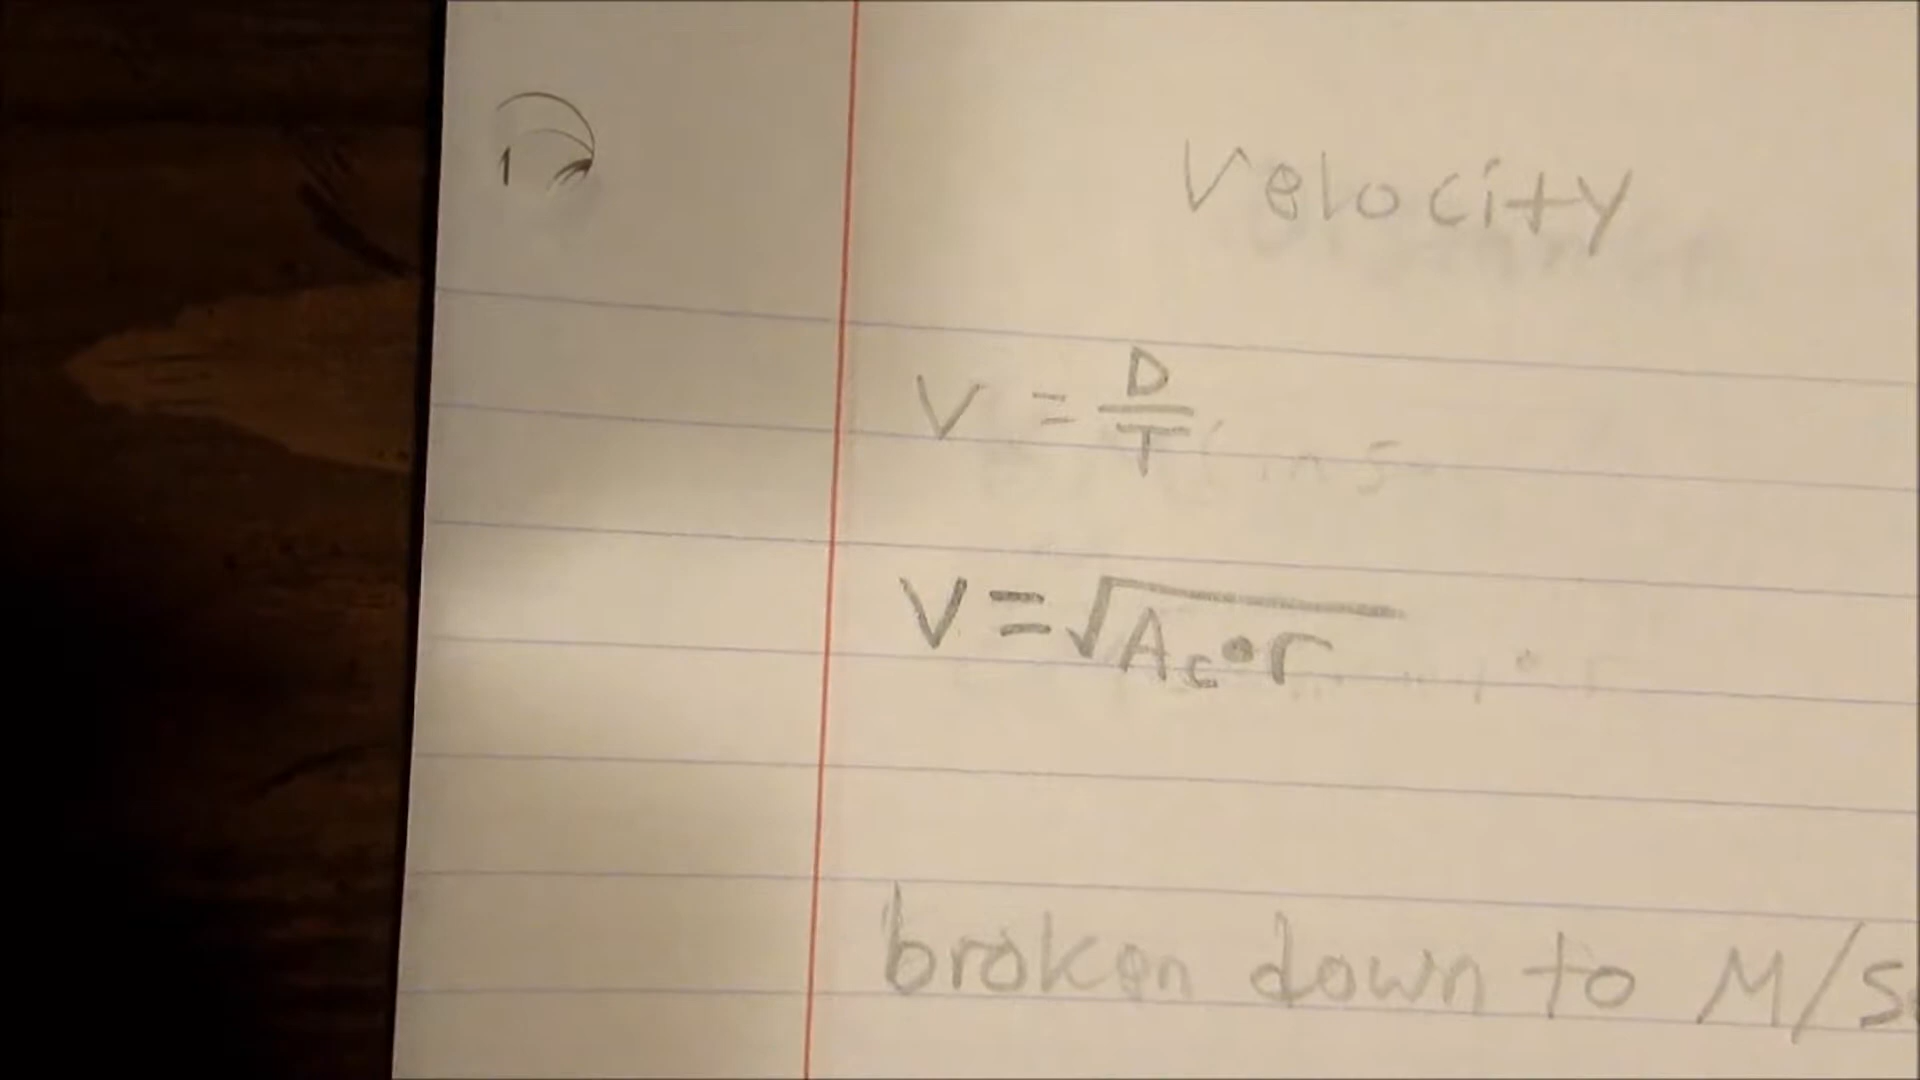 Velocity
V = D/T
V = √Ac•r
broken down to M/s